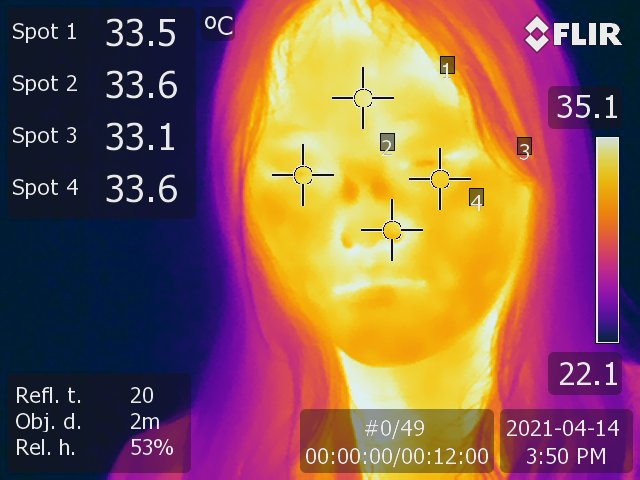 Spot 1 33.5 ºC
Spot 2 33.6
Spot 3 33.1
Spot 4 33.6
FLIR
35.1
1
2
3
4
22.1
Refl. t. 20
Obj. d. 2m
Rel. h. 53%
#0/49
00:00:00/00:12:00
2021-04-14
3:50 PM